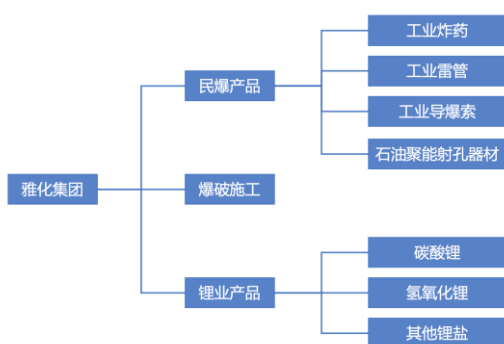 雅化集团
民爆产品
工业炸药
工业雷管
工业导爆索
石油聚能射孔器材
爆破施工
锂业产品
碳酸锂
氢氧化锂
其他锂盐